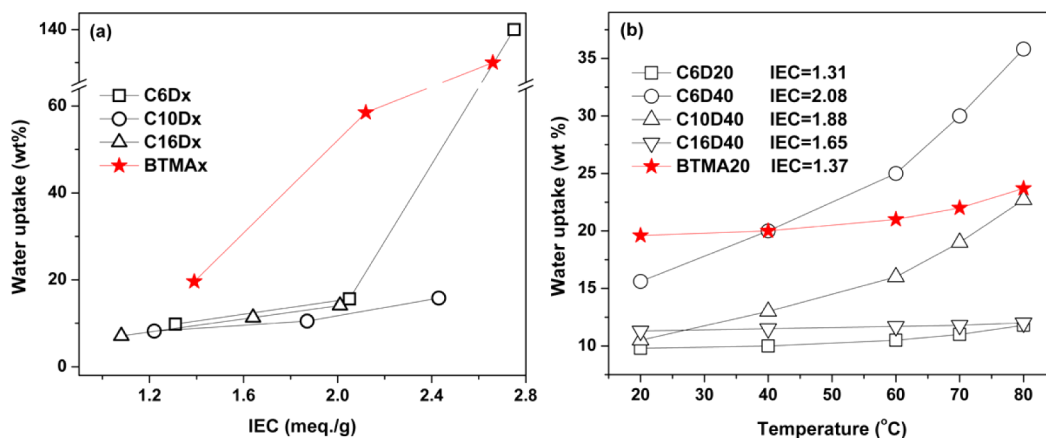 (a)
Water uptake (wt%)
140
60
40
20
0
C6Dx
C10Dx
C16Dx
BTMAx
1.2 1.6 2.0 2.4 2.8
IEC (meq./g)
(b)
Water uptake (wt %)
35
30
25
20
15
10
C6D20 IEC=1.31
C6D40 IEC=2.08
C10D40 IEC=1.88
C16D40 IEC=1.65
BTMA20 IEC=1.37
20 30 40 50 60 70 80
Temperature (°C)